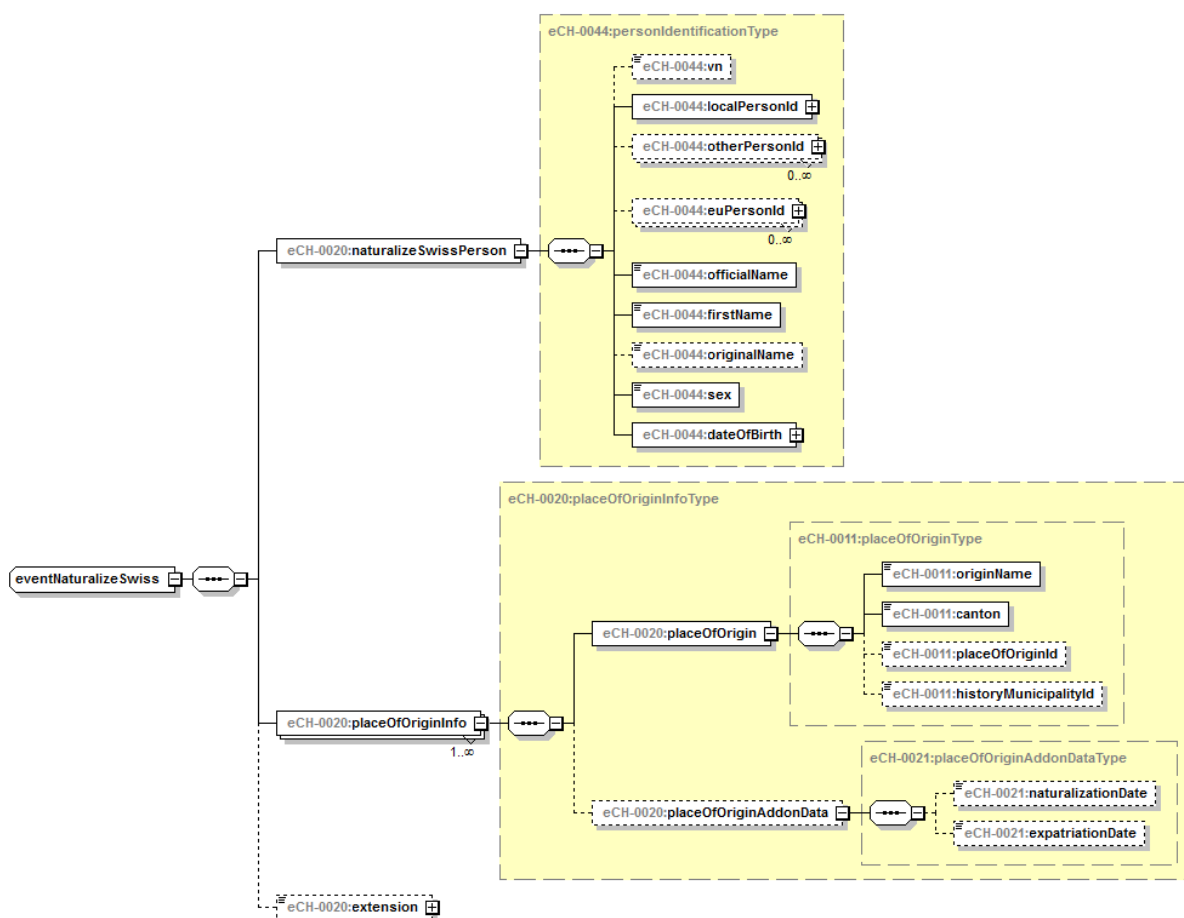 eCH-0044:personIdentificationType
eCH-0044:vn
eCH-0044:localPersonId
eCH-0044:otherPersonId
0..∞
eCH-0044:euPersonId
0..∞
eCH-0020:naturalizeSwissPerson
eCH-0044:officialName
eCH-0044:firstName
eCH-0044:originalName
eCH-0044:sex
eCH-0044:dateOfBirth
eCH-0020:placeOfOriginInfoType
eCH-0011:placeOfOriginType
eventNaturalizeSwiss
eCH-0011:originName
eCH-0011:canton
eCH-0020:placeOfOrigin
eCH-0011:placeOfOriginId
eCH-0011:historyMunicipalityId
eCH-0020:placeOfOriginInfo
1..∞
eCH-0021:placeOfOriginAddonDataType
eCH-0021:naturalizationDate
eCH-0020:placeOfOriginAddonData
eCH-0021:expatriationDate
eCH-0020:extension